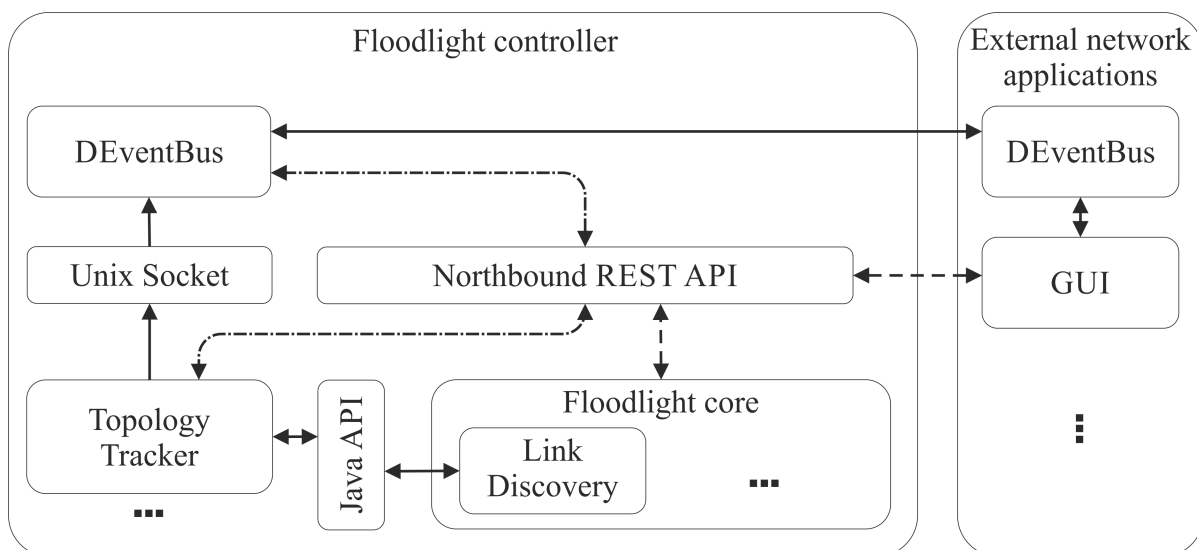 Floodlight controller
External network
applications
DEventBus
DEventBus
Unix Socket
Northbound REST API
GUI
Topology
Tracker
Java API
Floodlight core
Link
Discovery